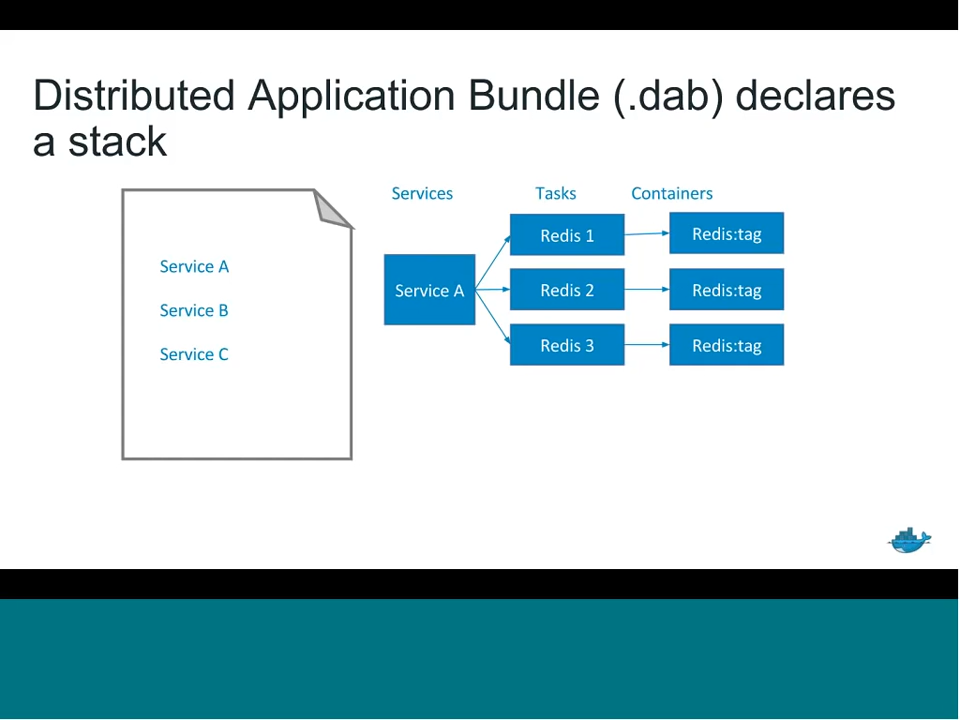 Distributed Application Bundle (.dab) declares
a stack
Services Tasks Containers
Service A
Service B
Service C
Service A
Redis 1 Redis:tag
Redis 2 Redis:tag
Redis 3 Redis:tag